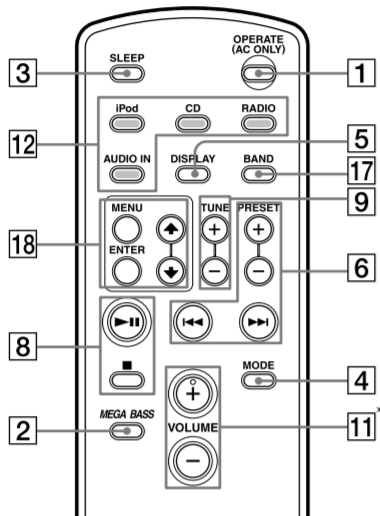 OPERATE
(AC ONLY)
SLEEP
3
1
iPod CD RADIO
12
5
AUDIO IN DISPLAY BAND
17
9
MENU TUNE PRESET
+ +
18
ENTER
− −
6
8
MODE
4
+
MEGA BASS
2
VOLUME
11
−